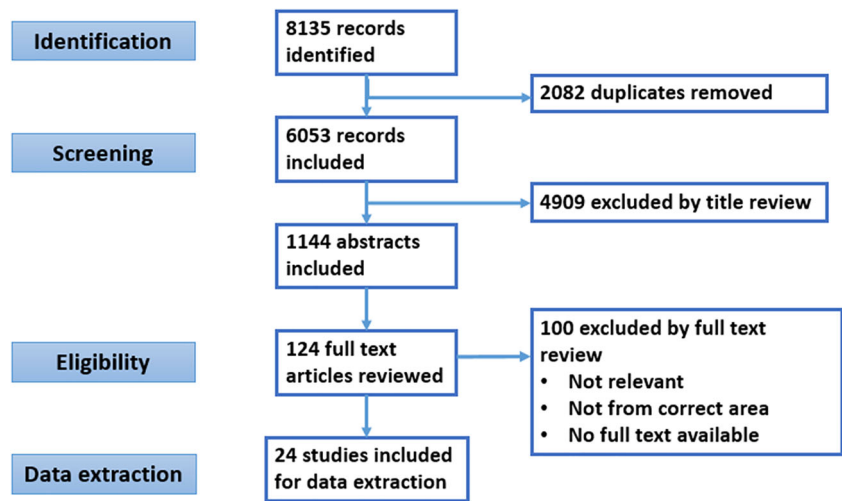 Identification
8135 records
identified
2082 duplicates removed
Screening
6053 records
included
4909 excluded by title review
1144 abstracts
included
Eligibility
124 full text
articles reviewed
100 excluded by full text
review
• Not relevant
• Not from correct area
• No full text available
Data extraction
24 studies included
for data extraction